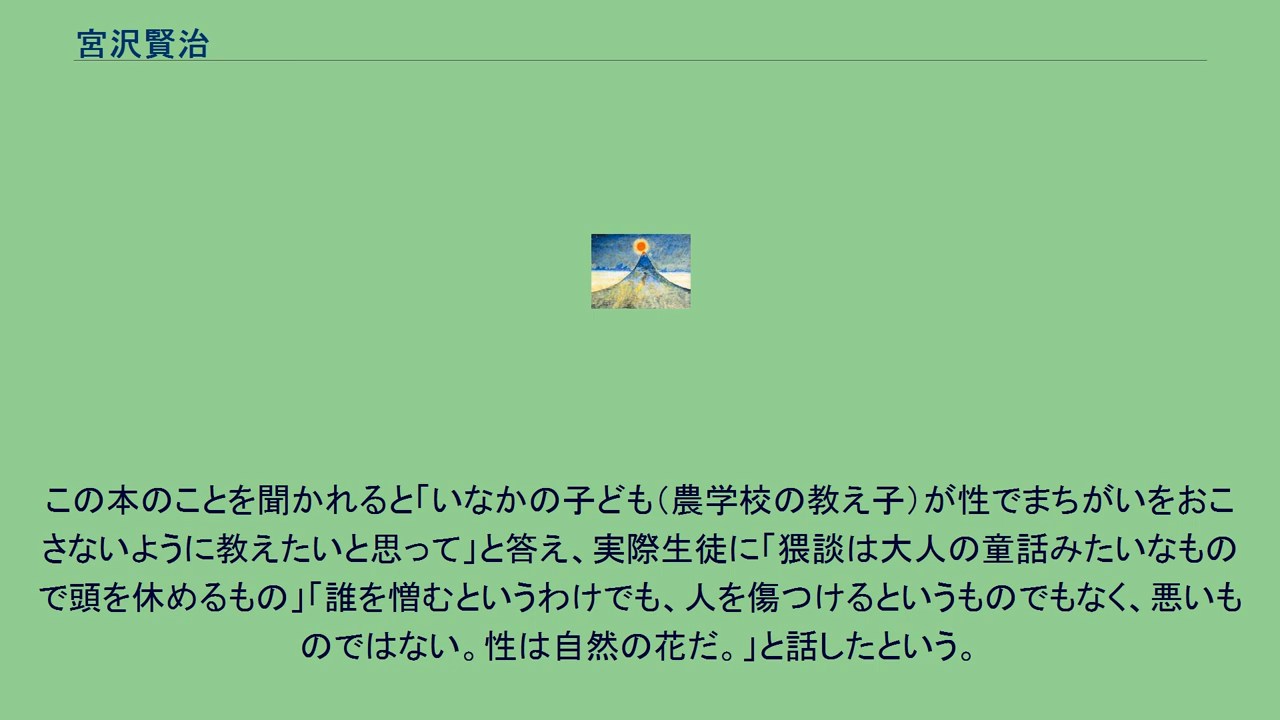 宮沢賢治
この本のことを聞かれると「いなかの子ども（農学校の教え子）が性でまちがいをおこ
さないように教えたいと思って」と答え、実際生徒に「猥談は大人の童話みたいなもの
で頭を休めるもの」「誰を憎むというわけでも、人を傷つけるというものでもなく、悪いも
のではない。性は自然の花だ。」と話したという。